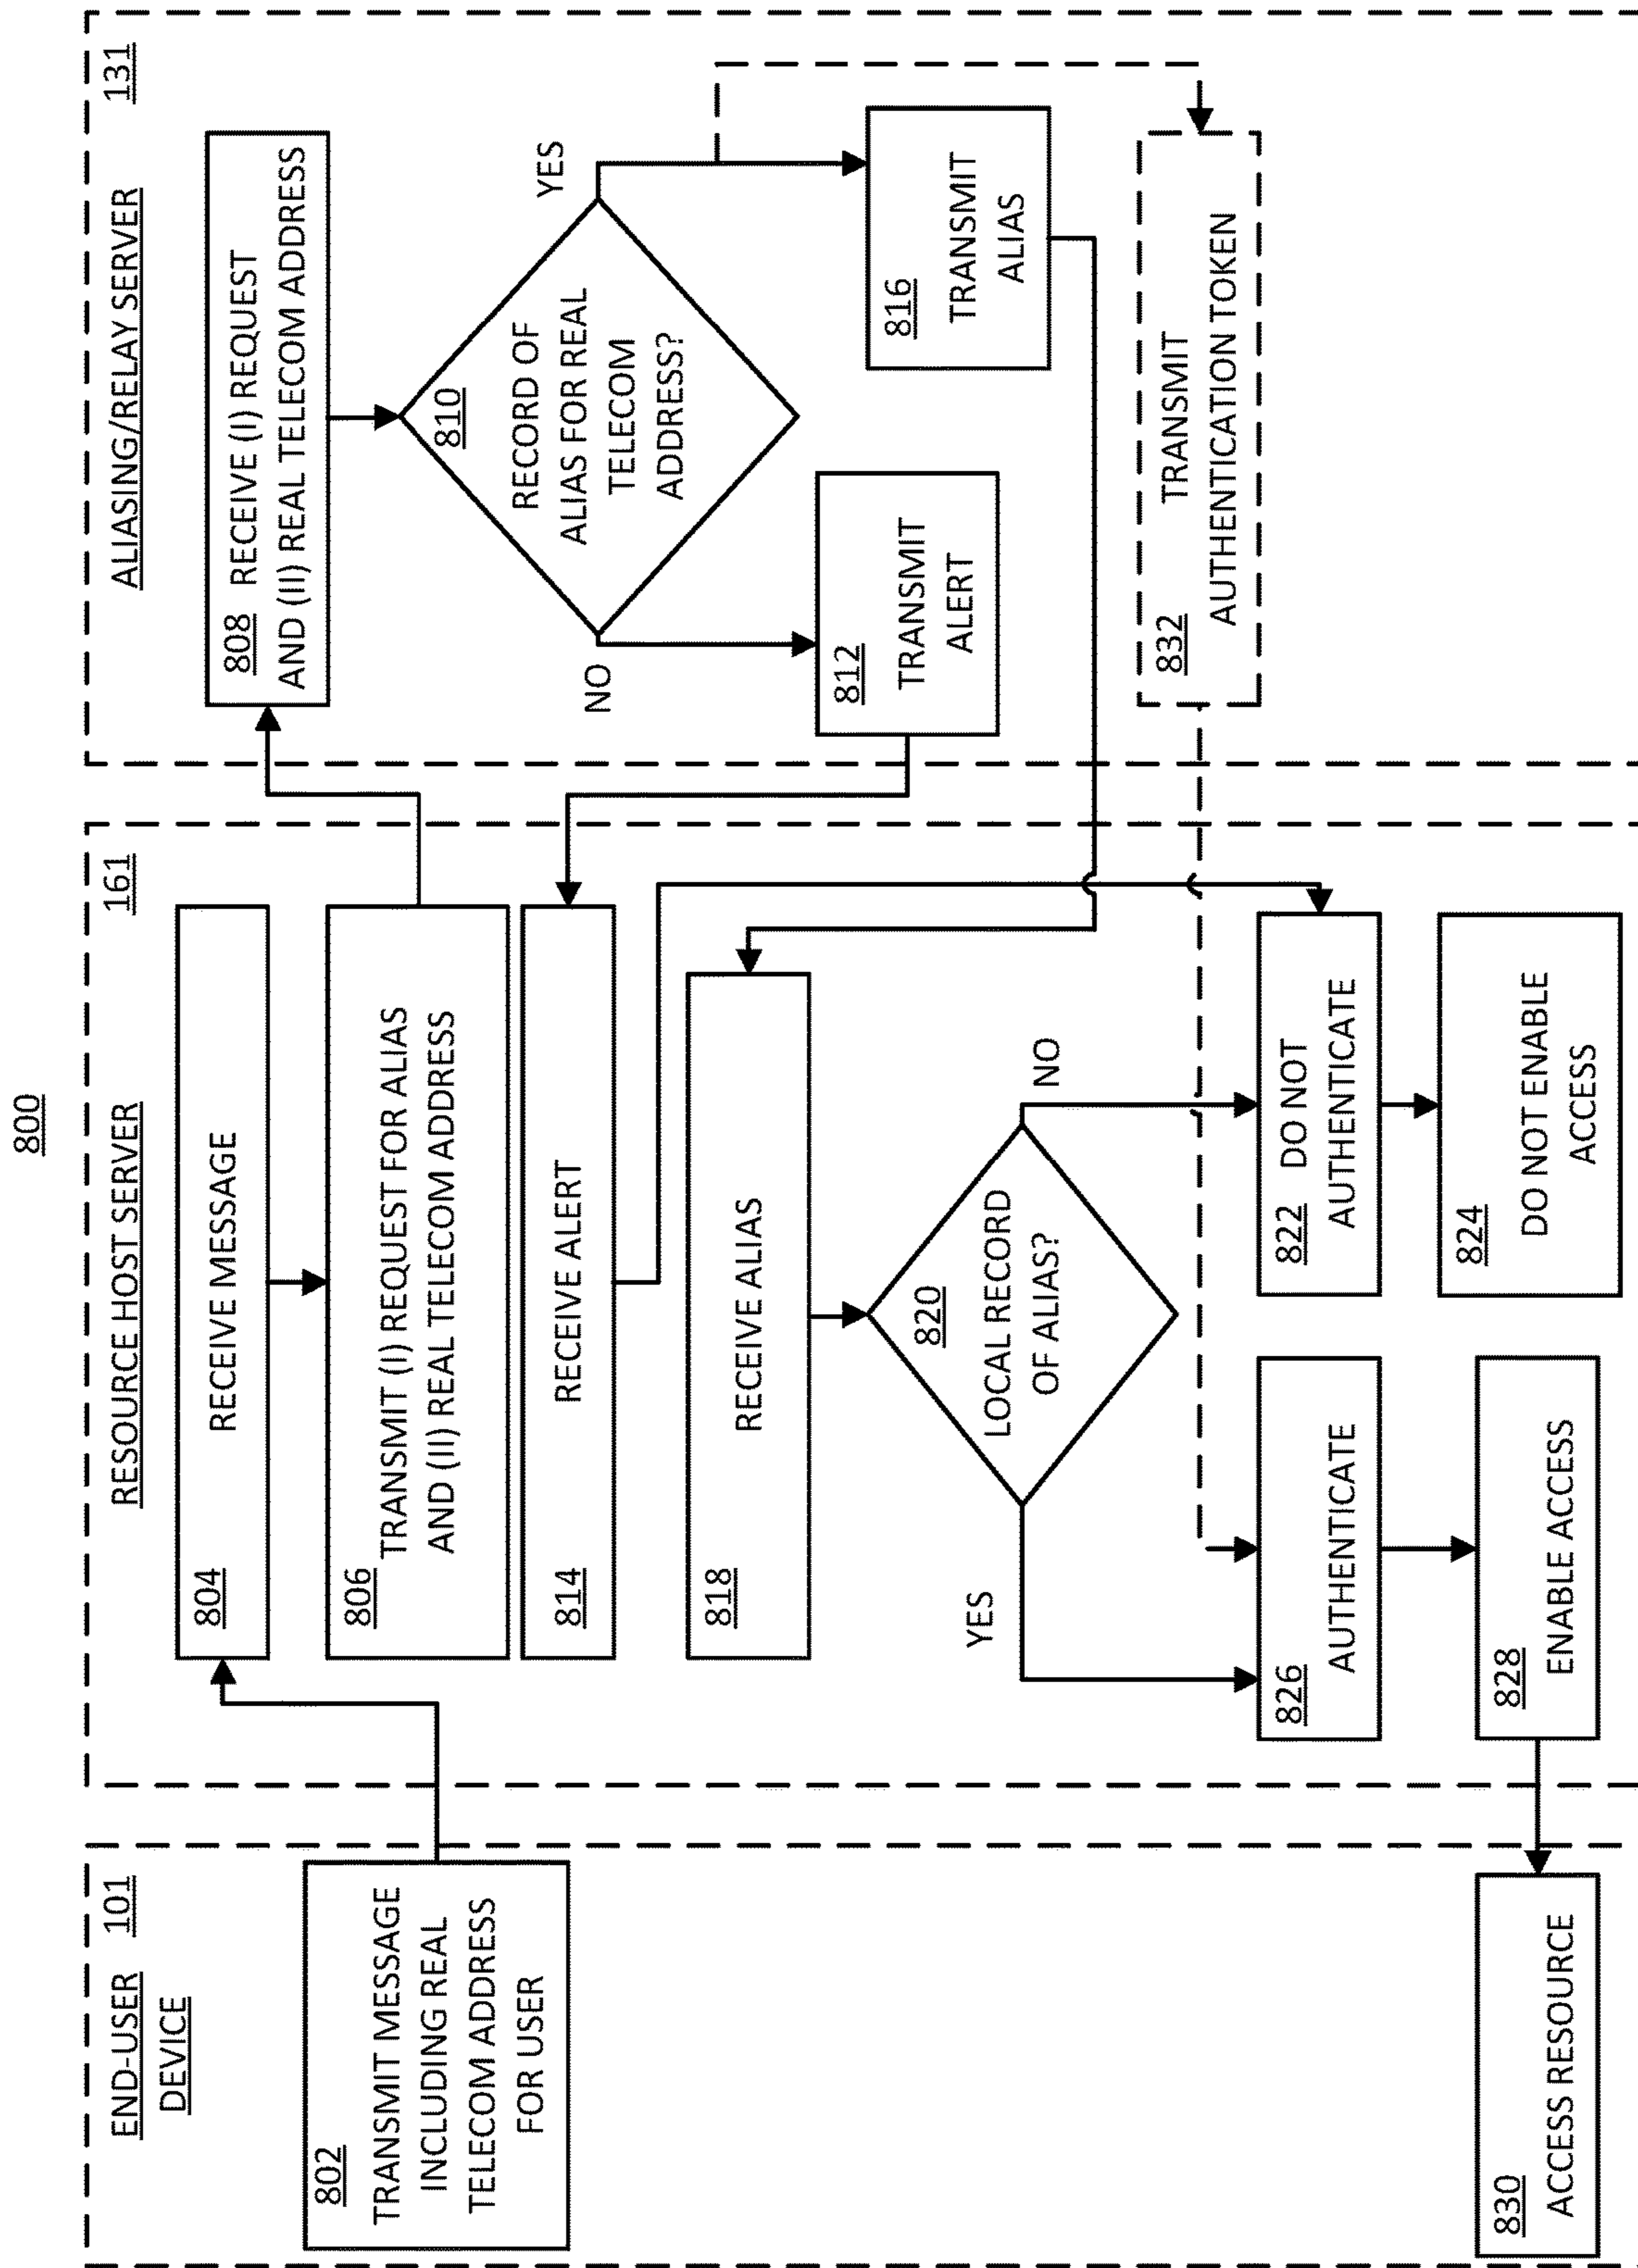 800
END-USER 101
DEVICE
802
TRANSMIT MESSAGE
INCLUDING REAL
TELECOM ADDRESS
FOR USER
830
ACCESS RESOURCE
RESOURCE HOST SERVER 161
804 RECEIVE MESSAGE
806
TRANSMIT (I) REQUEST FOR ALIAS
AND (II) REAL TELECOM ADDRESS
814 RECEIVE ALERT
818 RECEIVE ALIAS
820
LOCAL RECORD
OF ALIAS?
YES
NO
826
AUTHENTICATE
828
ENABLE ACCESS
822 DO NOT
AUTHENTICATE
824
DO NOT ENABLE
ACCESS
ALIASING/RELAY SERVER 131
808 RECEIVE (I) REQUEST
AND (II) REAL TELECOM ADDRESS
810
RECORD OF
ALIAS FOR REAL
TELECOM
ADDRESS?
NO
YES
812
TRANSMIT
ALERT
816
TRANSMIT
ALIAS
832 TRANSMIT
AUTHENTICATION TOKEN